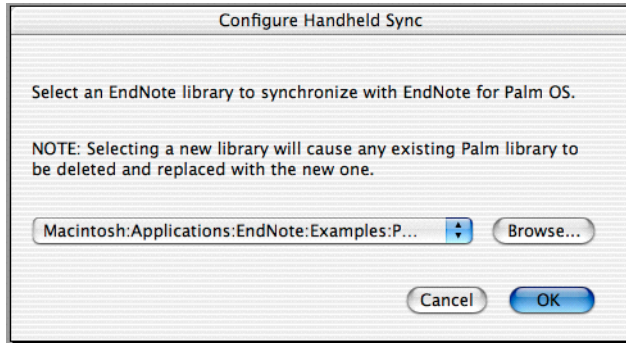 Configure Handheld Sync
Select an EndNote library to synchronize with EndNote for Palm OS.
NOTE: Selecting a new library will cause any existing Palm library to
be deleted and replaced with the new one.
Macintosh:Applications:EndNote:Examples:P... Browse...
Cancel OK